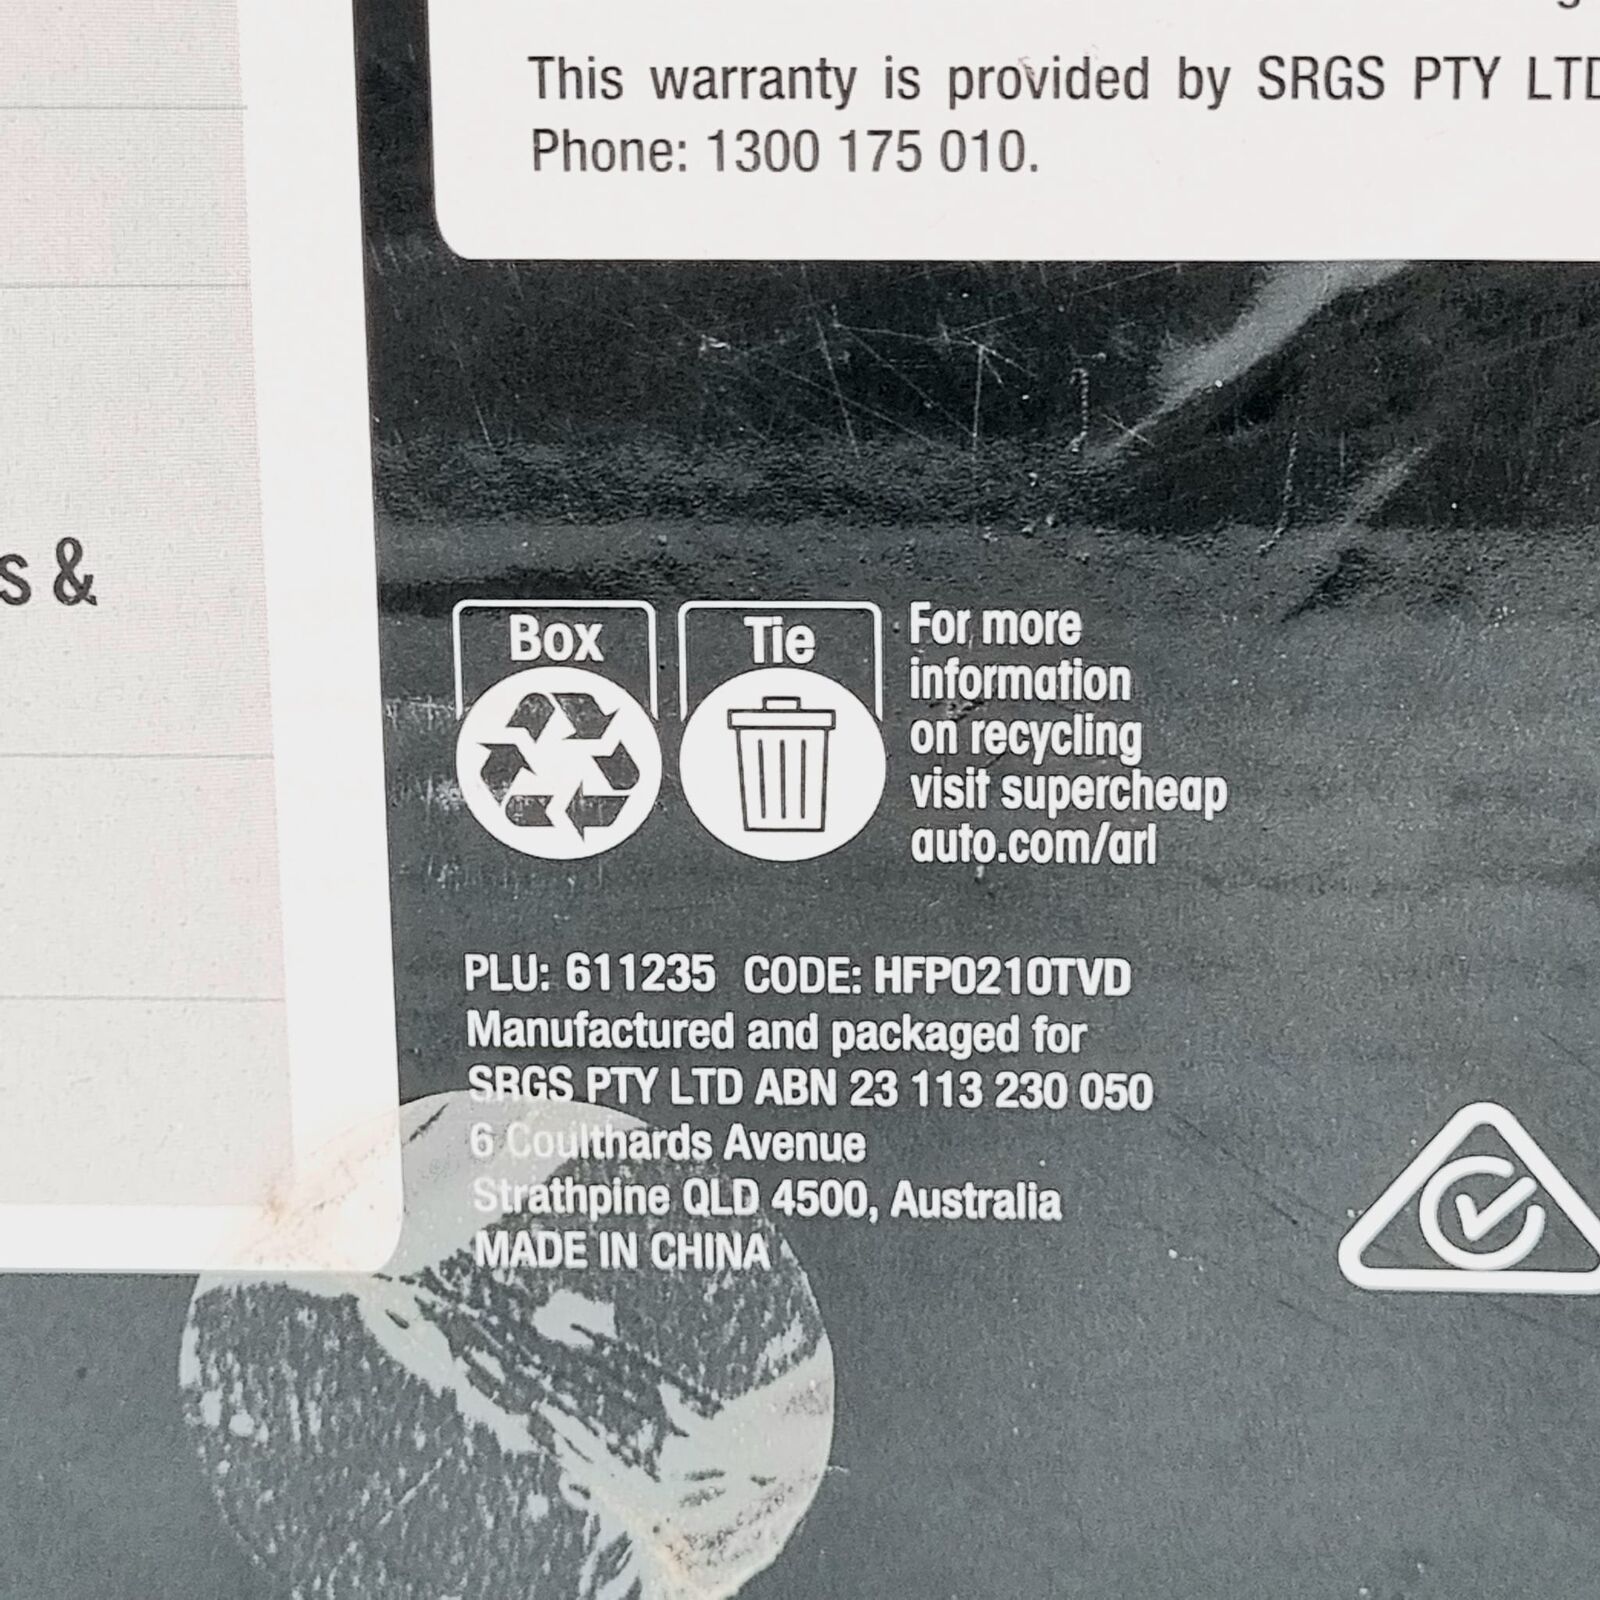 This warranty is provided by SRGS PTY LTD
Phone: 1300 175 010.
s &
Box
Tie
For more
information
on recycling
visit supercheap
auto.com/arl
PLU: 611235 CODE: HFP0210TVD
Manufactured and packaged for
SRGS PTY LTD ABN 23 113 230 050
6 Coulthards Avenue
Strathpine QLD 4500, Australia
MADE IN CHINA